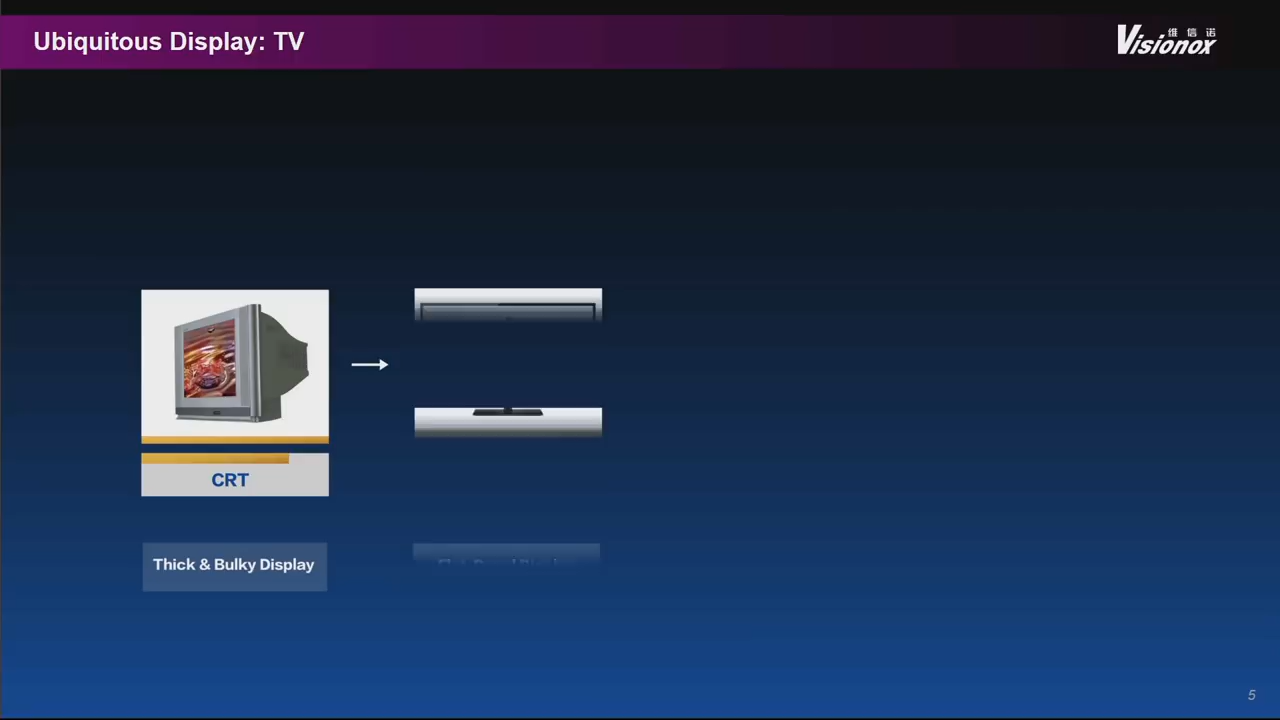 Ubiquitous Display: TV
维信诺
Visionox
CRT
Thick & Bulky Display
5